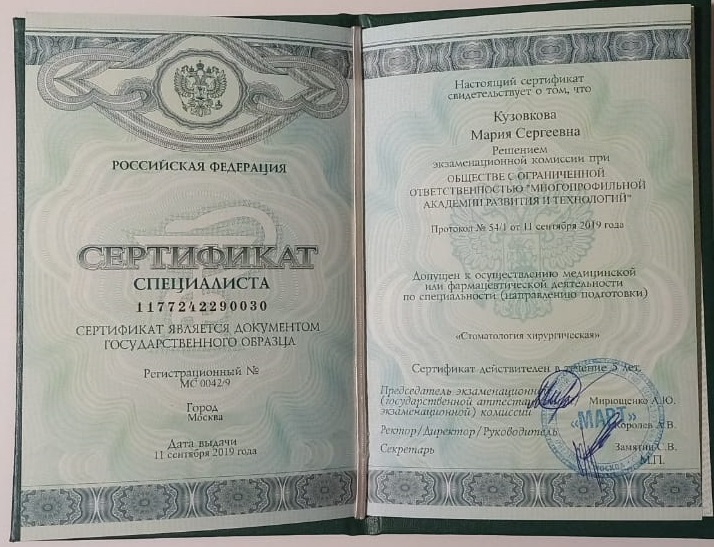 РОССИЙСКАЯ ФЕДЕРАЦИЯ
СЕРТИФИКАТ
СПЕЦИАЛИСТА
1177242290030
СЕРТИФИКАТ ЯВЛЯЕТСЯ ДОКУМЕНТОМ
ГОСУДАРСТВЕННОГО ОБРАЗЦА
Регистрационный №
МС 0042/9
Город
Москва
Дата выдачи
11 сентября 2019 года
Настоящий сертификат
свидетельствует о том, что
Кузовкова
Мария Сергеевна
Решением
экзаменационной комиссии при
ОБЩЕСТВЕ С ОГРАНИЧЕННОЙ
ОТВЕТСТВЕННОСТЬЮ "МНОГОПРОФИЛЬНОЙ
АКАДЕМИИ РАЗВИТИЯ И ТЕХНОЛОГИЙ"
Протокол № 54/1 от 11 сентября 2019 года
Допущен к осуществлению медицинской
или фармацевтической деятельности
по специальности (направлению подготовки)
«Стоматология хирургическая»
Сертификат действителен в течение 5 лет.
Председатель экзаменационной
(государственной аттестационной
экзаменационной) комиссии
Мирющенко А.Ю.
Ректор/Директор/Руководитель
Королев А.В.
Секретарь
Замятин С.В.
М.П.
«МАРТ»